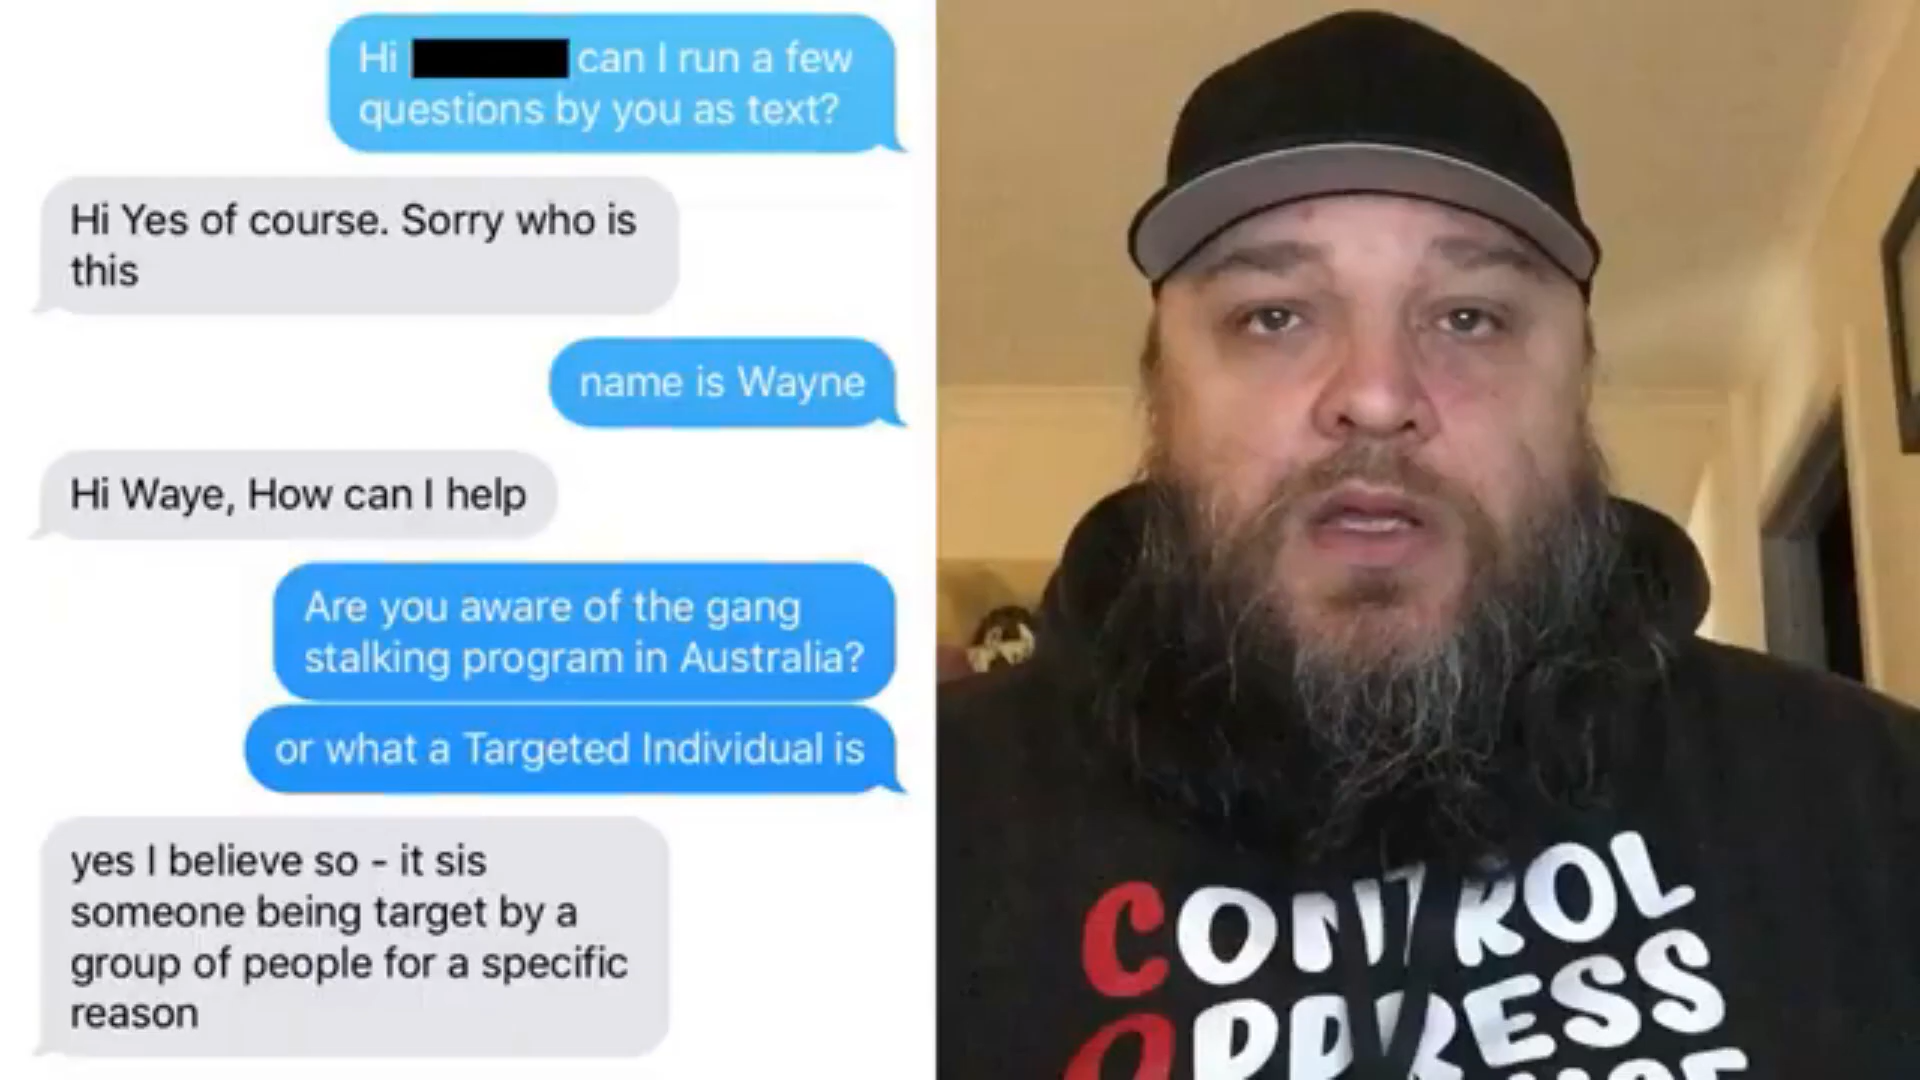 Hi can I run a few
questions by you as text?
Hi Yes of course. Sorry who is
this
name is Wayne
Hi Waye, How can I help
Are you aware of the gang
stalking program in Australia?
or what a Targeted Individual is
yes I believe so - it sis
someone being target by a
group of people for a specific
reason
CONTROL
OPPRESS